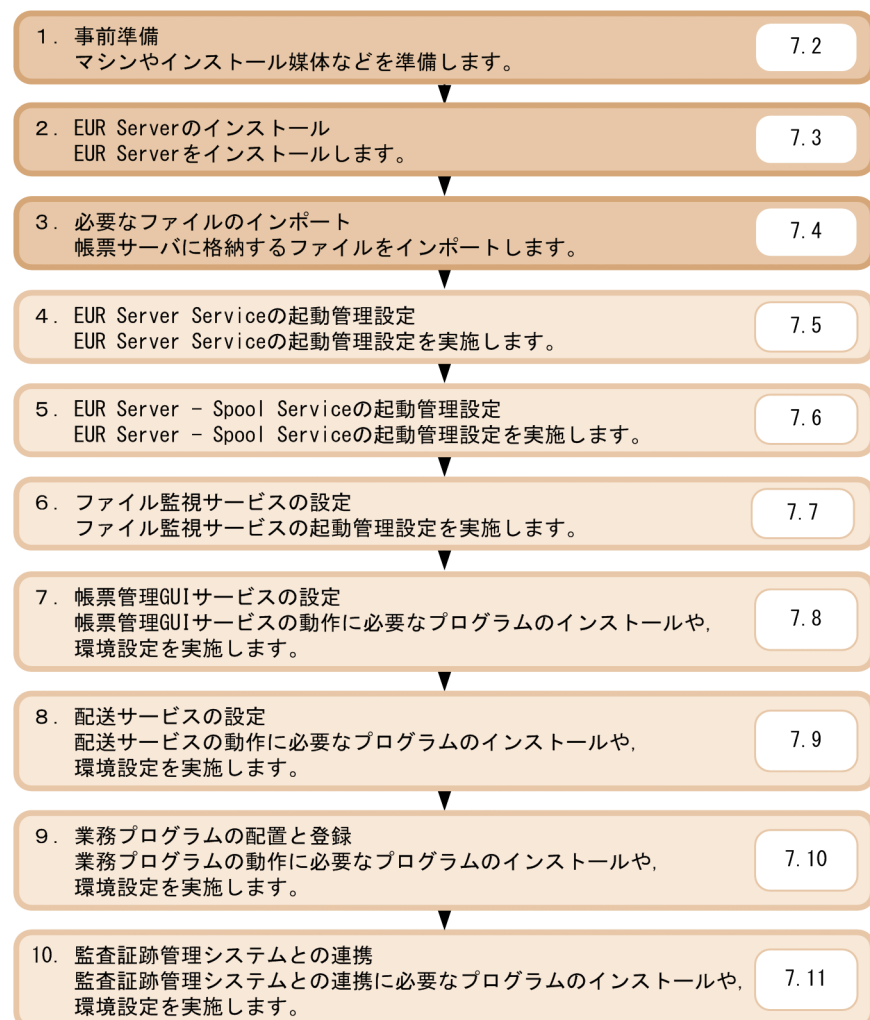 1. 事前準備
マシンやインストール媒体などを準備します。
7.2
2. EUR Serverのインストール
EUR Serverをインストールします。
7.3
3. 必要なファイルのインポート
帳票サーバに格納するファイルをインポートします。
7.4
4. EUR Server Serviceの起動管理設定
EUR Server Serviceの起動管理設定を実施します。
7.5
5. EUR Server − Spool Serviceの起動管理設定
EUR Server − Spool Serviceの起動管理設定を実施します。
7.6
6. ファイル監視サービスの設定
ファイル監視サービスの起動管理設定を実施します。
7.7
7. 帳票管理GUIサービスの設定
帳票管理GUIサービスの動作に必要なプログラムのインストールや,
環境設定を実施します。
7.8
8. 配送サービスの設定
配送サービスの動作に必要なプログラムのインストールや,
環境設定を実施します。
7.9
9. 業務プログラムの配置と登録
業務プログラムの動作に必要なプログラムのインストールや,
環境設定を実施します。
7.10
10. 監査証跡管理システムとの連携
監査証跡管理システムとの連携に必要なプログラムのインストールや,
環境設定を実施します。
7.11